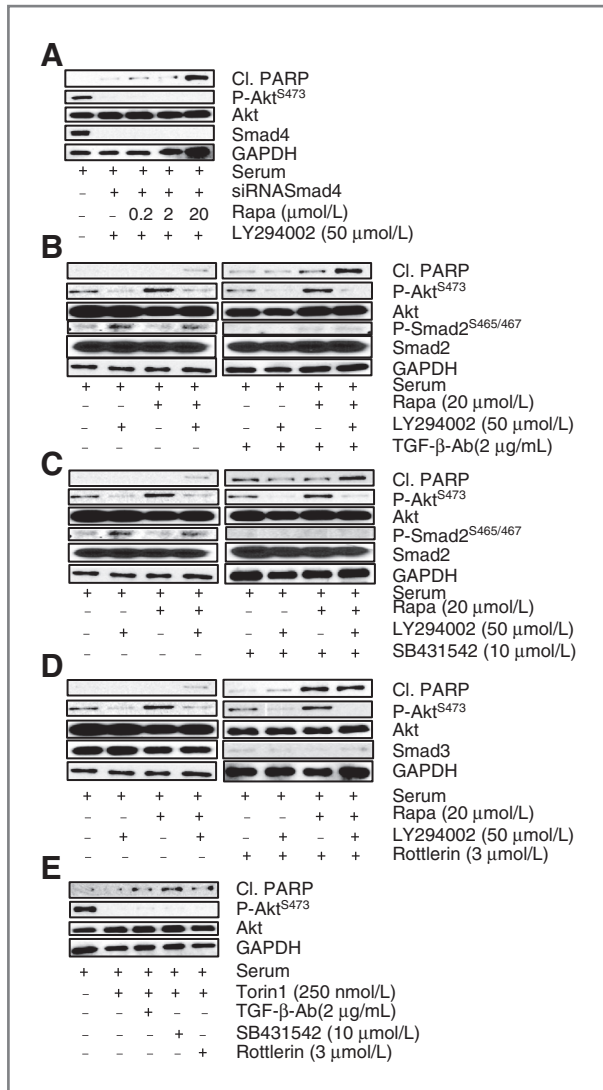 A
Cl. PARP
P-Akt^S473
Akt
Smad4
GAPDH
+ + + + + Serum
– + + + + siRNASmad4
– – 0.2 2 20 Rapa (μmol/L)
– + + + + LY294002 (50 μmol/L)
B
Cl. PARP
P-Akt^S473
Akt
P-Smad2^S465/467
Smad2
GAPDH
+ + + + + + + + Serum
– – + + – – + + Rapa (20 μmol/L)
– + – + – + – + LY294002 (50 μmol/L)
– – – – + + + + TGF-β-Ab(2 μg/mL)
C
Cl. PARP
P-Akt^S473
Akt
P-Smad2^S465/467
Smad2
GAPDH
+ + + + + + + + Serum
– – + + – – + + Rapa (20 μmol/L)
– + – + – + – + LY294002 (50 μmol/L)
– – – – + + + + SB431542 (10 μmol/L)
D
Cl. PARP
P-Akt^S473
Akt
Smad3
GAPDH
+ + + + + + + + Serum
– – + + – – + + Rapa (20 μmol/L)
– + – + – + – + LY294002 (50 μmol/L)
– – – – + + + + Rottlerin (3 μmol/L)
E
Cl. PARP
P-Akt^S473
Akt
GAPDH
+ + + + + Serum
– + + + + Torin1 (250 nmol/L)
– – + – – TGF-β-Ab(2 μg/mL)
– – – + – SB431542 (10 μmol/L)
– – – – + Rottlerin (3 μmol/L)